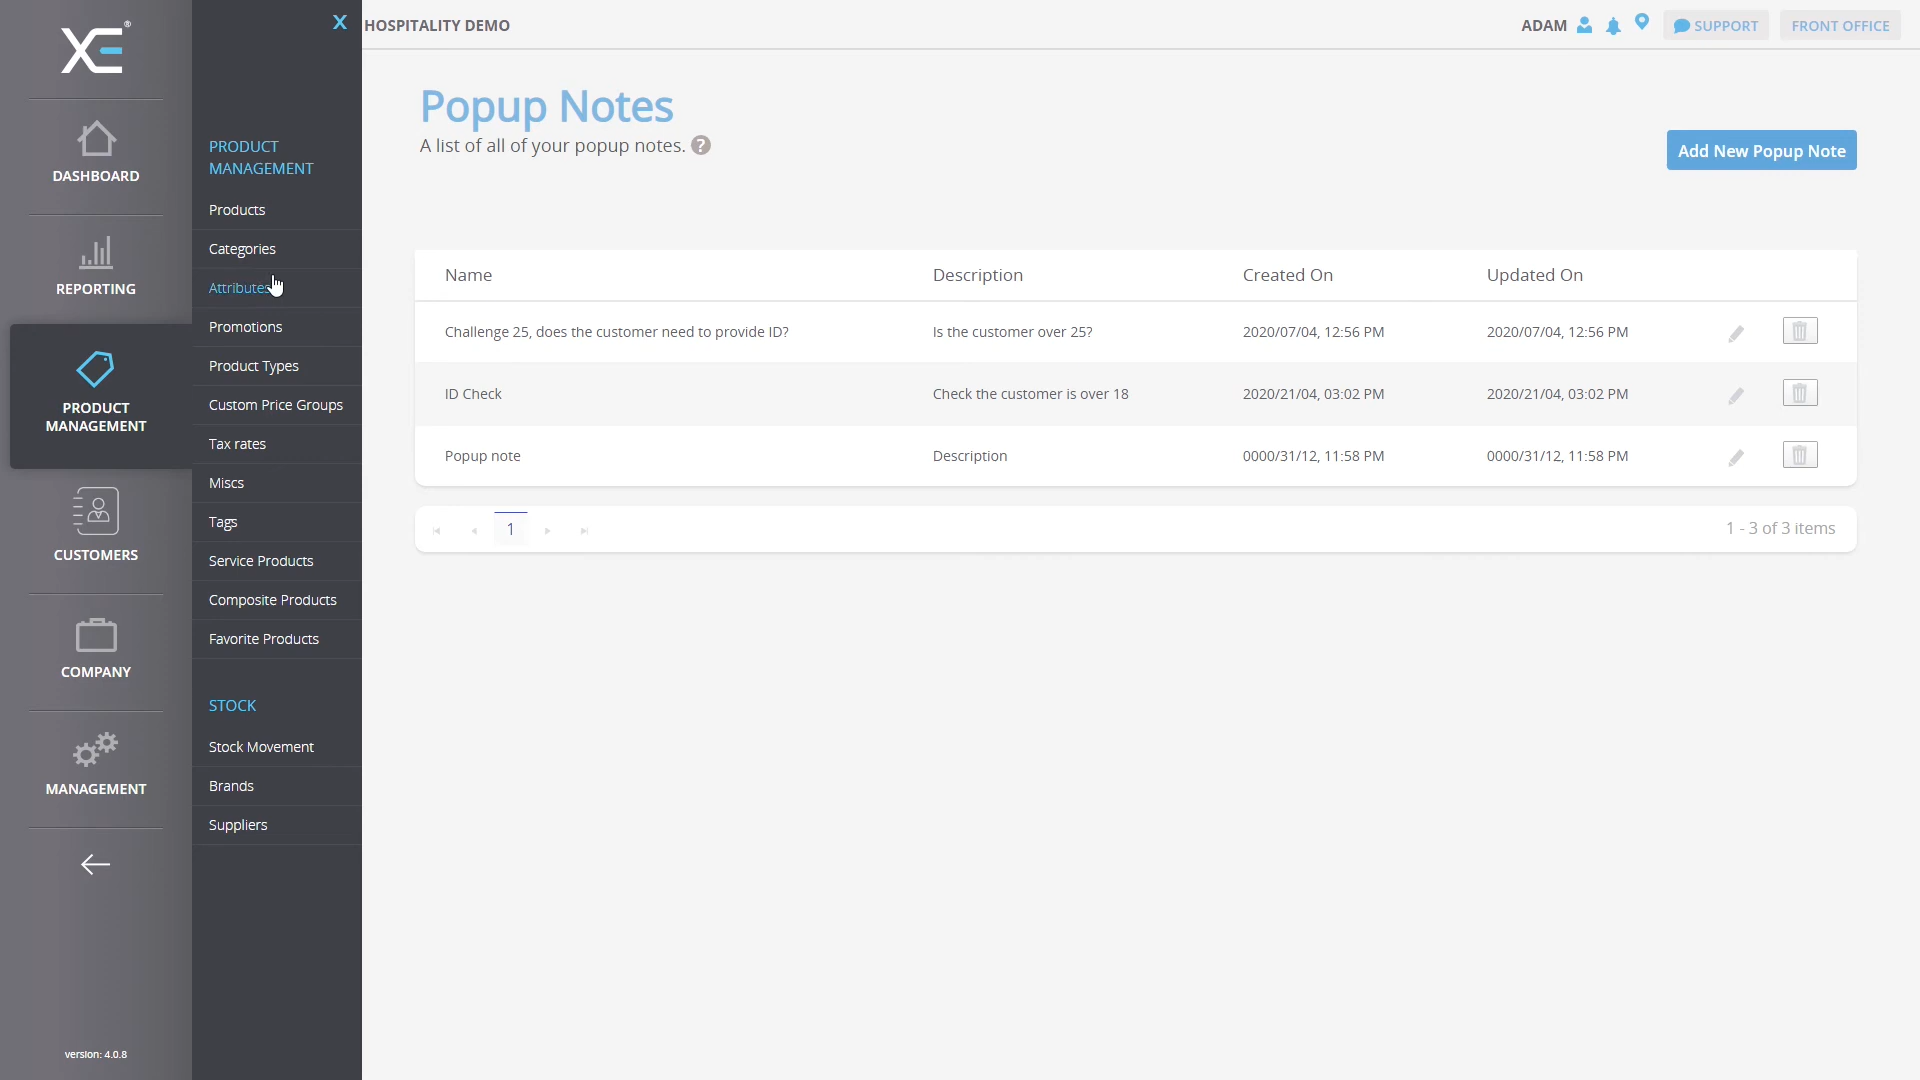 XE®
DASHBOARD
REPORTING
PRODUCT
MANAGEMENT
CUSTOMERS
COMPANY
MANAGEMENT
version: 4.0.8
X
PRODUCT
MANAGEMENT
Products
Categories
Attributes
Promotions
Product Types
Custom Price Groups
Tax rates
Miscs
Tags
Service Products
Composite Products
Favorite Products
STOCK
Stock Movement
Brands
Suppliers
HOSPITALITY DEMO
ADAM
SUPPORT
FRONT OFFICE
Popup Notes
A list of all of your popup notes. ?
Add New Popup Note
Name Description Created On Updated On
Challenge 25, does the customer need to provide ID? Is the customer over 25? 2020/07/04, 12:56 PM 2020/07/04, 12:56 PM
ID Check Check the customer is over 18 2020/21/04, 03:02 PM 2020/21/04, 03:02 PM
Popup note Description 0000/31/12, 11:58 PM 0000/31/12, 11:58 PM
1
1 - 3 of 3 items